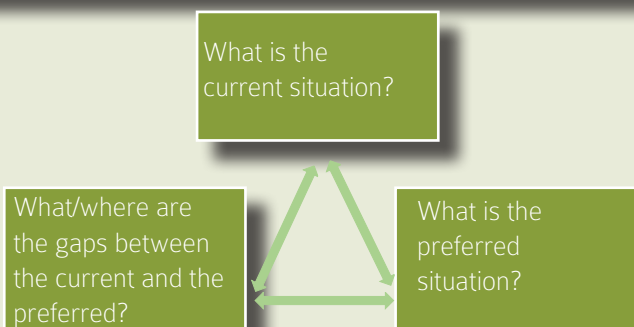 What is the
current situation?
What/where are
the gaps between
the current and the
preferred?
What is the
preferred
situation?